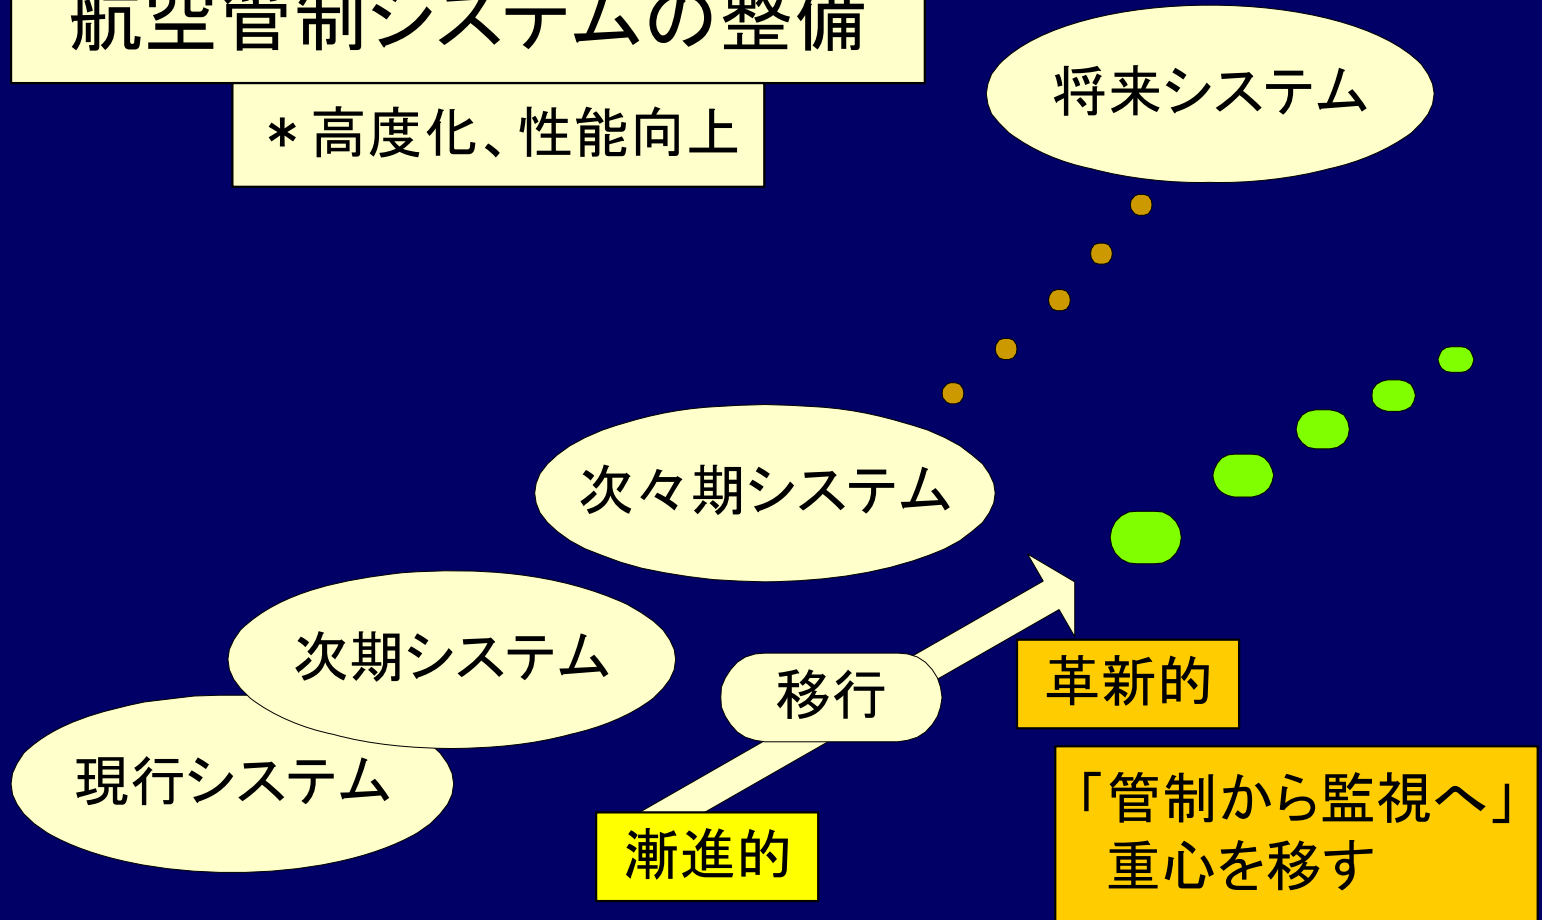 航空管制システムの整備
＊高度化、性能向上
将来システム
次々期システム
次期システム
現行システム
移行
革新的
漸進的
「管制から監視へ」
重心を移す